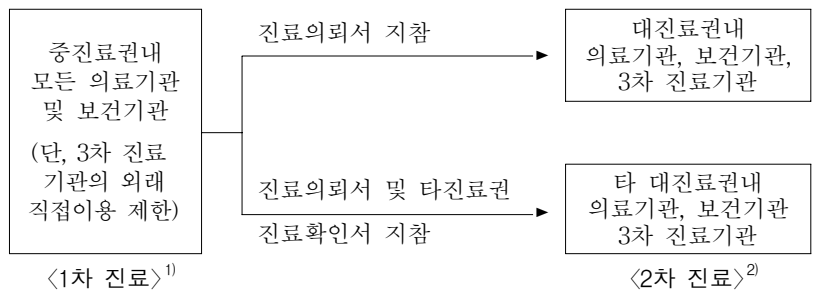 중진료권내
모든 의료기관
및 보건기관
(단, 3차 진료
기관의 외래
직접이용 제한)
〈1차 진료〉1)
진료의뢰서 지참
대진료권내
의료기관, 보건기관,
3차 진료기관
진료의뢰서 및 타진료권
진료확인서 지참
타 대진료권내
의료기관, 보건기관
3차 진료기관
〈2차 진료〉2)